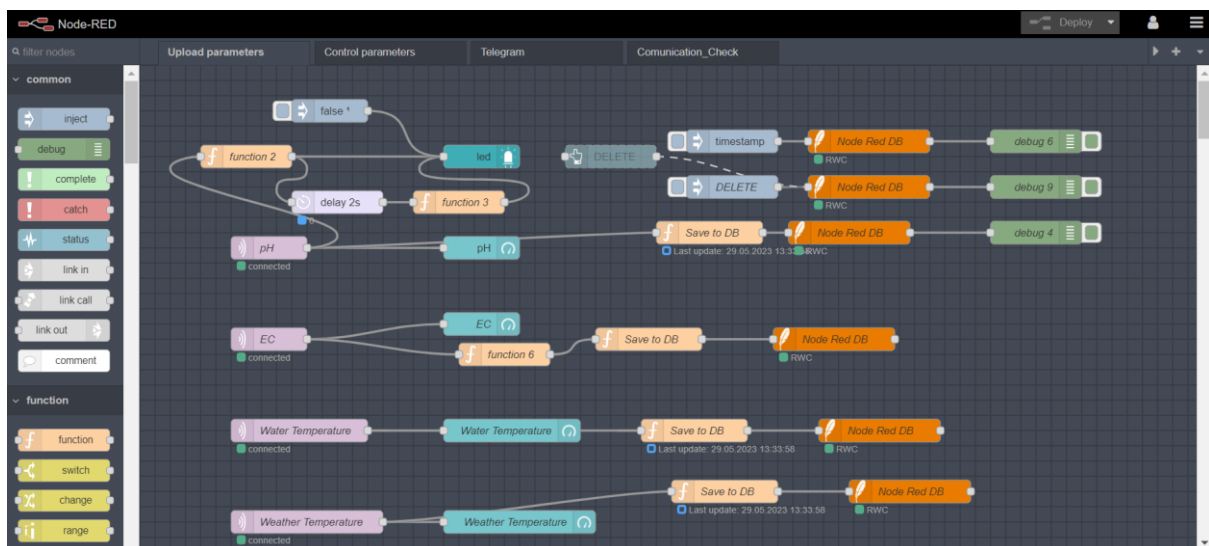 Node-RED
Deploy
filter nodes
Upload parameters
Control parameters
Telegram
Comunication_Check
common
inject
debug
complete
catch
status
link in
link call
link out
comment
function
function
switch
change
range
false *
function 2
led
DELETE
timestamp
Node Red DB
debug 6
RWC
DELETE
Node Red DB
debug 9
RWC
delay 2s
function 3
pH
connected
pH
Save to DB
Node Red DB
debug 4
Last update: 29.05.2023 13:33
RWC
EC
connected
EC
function 6
Save to DB
Node Red DB
RWC
Water Temperature
connected
Water Temperature
Save to DB
Node Red DB
Last update: 29.05.2023 13:33:58
RWC
Save to DB
Node Red DB
Last update: 29.05.2023 13:33:58
RWC
Weather Temperature
connected
Weather Temperature